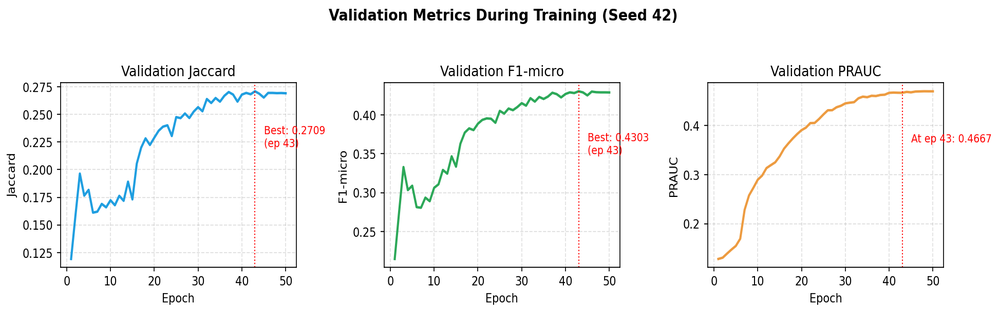 Validation Metrics During Training (Seed 42)
Validation Jaccard
Jaccard
0.275
0.250
0.225
0.200
0.175
0.150
0.125
Best: 0.2709
(ep 43)
0 10 20 30 40 50
Epoch
Validation F1-micro
F1-micro
0.40
0.35
0.30
0.25
Best: 0.4303
(ep 43)
0 10 20 30 40 50
Epoch
Validation PRAUC
PRAUC
0.4
0.3
0.2
At ep 43: 0.4667
0 10 20 30 40 50
Epoch